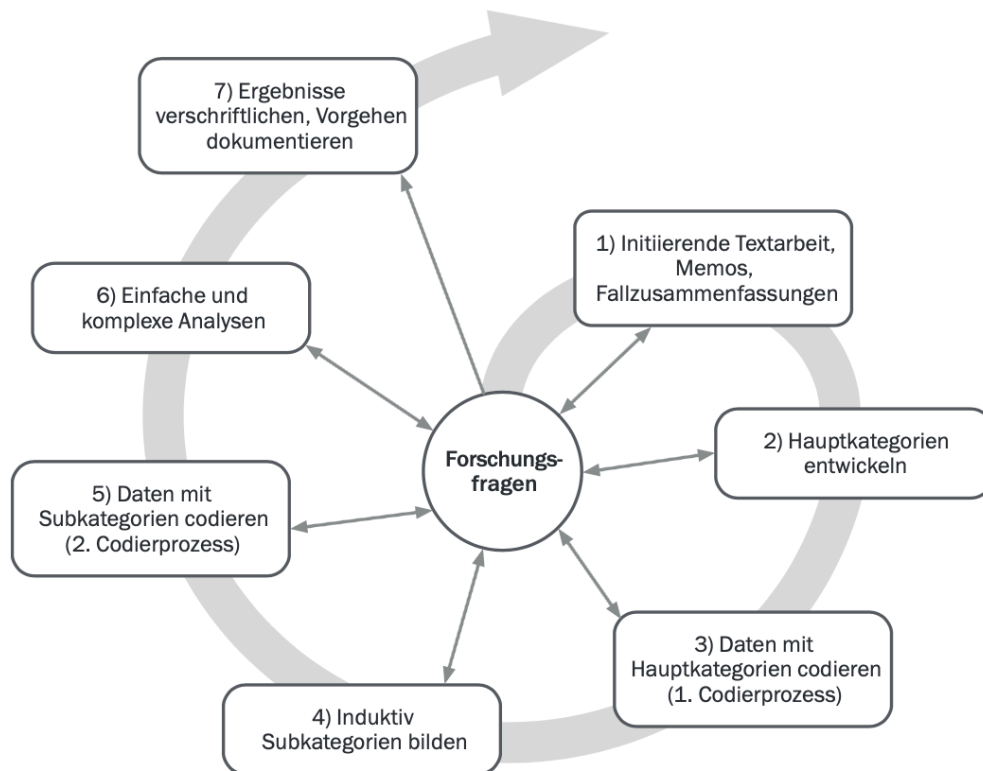 7) Ergebnisse
verschriftlichen, Vorgehen
dokumentieren
1) Initiierende Textarbeit,
Memos,
Fallzusammenfassungen
6) Einfache und
komplexe Analysen
2) Hauptkategorien
entwickeln
Forschungs-
fragen
5) Daten mit
Subkategorien codieren
(2. Codierprozess)
3) Daten mit
Hauptkategorien codieren
(1. Codierprozess)
4) Induktiv
Subkategorien bilden